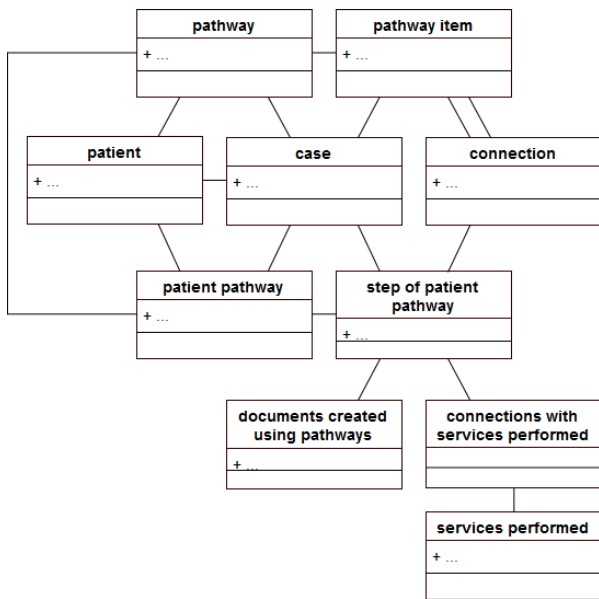 pathway
+ ...
pathway item
+ ...
patient
+ ...
case
+ ...
connection
+ ...
patient pathway
+ ...
step of patient
pathway
+ ...
documents created
using pathways
+ ...
connections with
services performed
services performed
+ ...